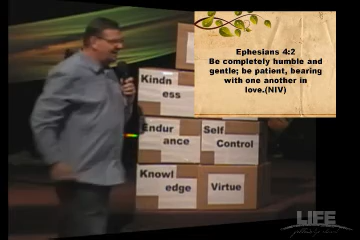 Ephesians 4:2
Be completely humble and
gentle; be patient, bearing
with one another in
love.(NIV)
Kindn
ess
Endur
ance
Self
Control
Knowl
edge
Virtue
LIFE